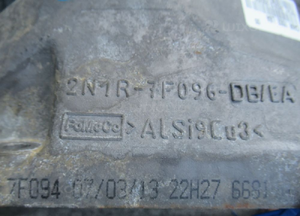 2N1R-7F096-DB/EA
FoMoCo >ALSi9Cu3<
7F094 07/03/13 22H27